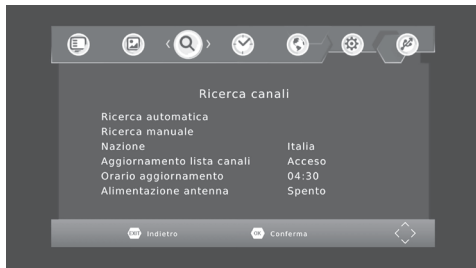 Ricerca canali
Ricerca automatica
Ricerca manuale
Nazione Italia
Aggiornamento lista canali Acceso
Orario aggiornamento 04:30
Alimentazione antenna Spento
EXIT Indietro OK Conferma